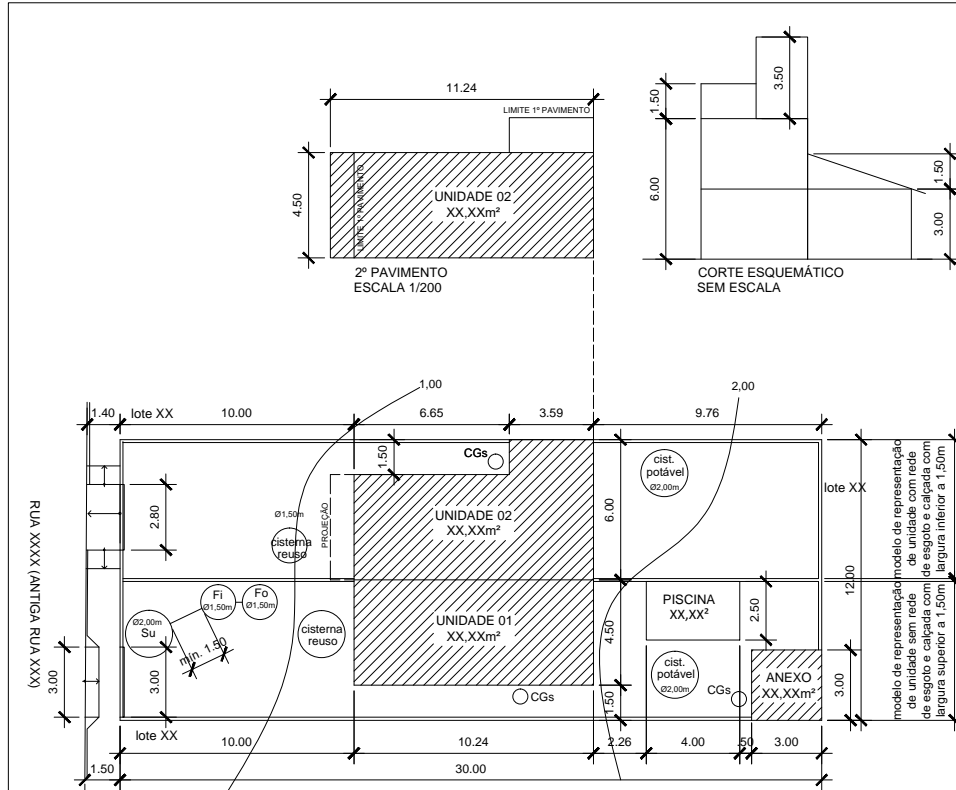 11.24
LIMITE 1º PAVIMENTO
4.50
LIMITE 1º PAVIMENTO
UNIDADE 02
XX,XXm²
2º PAVIMENTO
ESCALA 1/200
3.50
1.50
6.00
1.50
3.00
CORTE ESQUEMÁTICO
SEM ESCALA
1,00
2,00
1.40
lote XX
10.00
6.65
3.59
9.76
1.50
CGs
cist.
potável
Ø2,00m
lote XX
RUA XXXX (ANTIGA RUA XXX)
2.80
Ø1,50m
cisterna
reuso
PROJEÇÃO
UNIDADE 02
XX,XXm²
6.00
12.00
modelo de representação
de unidade com rede
de esgoto e calçada com
largura inferior a 1,50m
Fi
Ø1,50m
Fo
Ø1,50m
Ø2,00m
Su
mín. 1.50
cisterna
reuso
UNIDADE 01
XX,XXm²
4.50
PISCINA
XX,XX²
2.50
modelo de representação
de unidade sem rede
de esgoto e calçada com
largura superior a 1,50m
3.00
3.00
cist.
potável
Ø2,00m
CGs
CGs
ANEXO
XX,XXm²
3.00
1.50
lote XX
10.00
10.24
2.26
4.00
.50
3.00
1.50
30.00